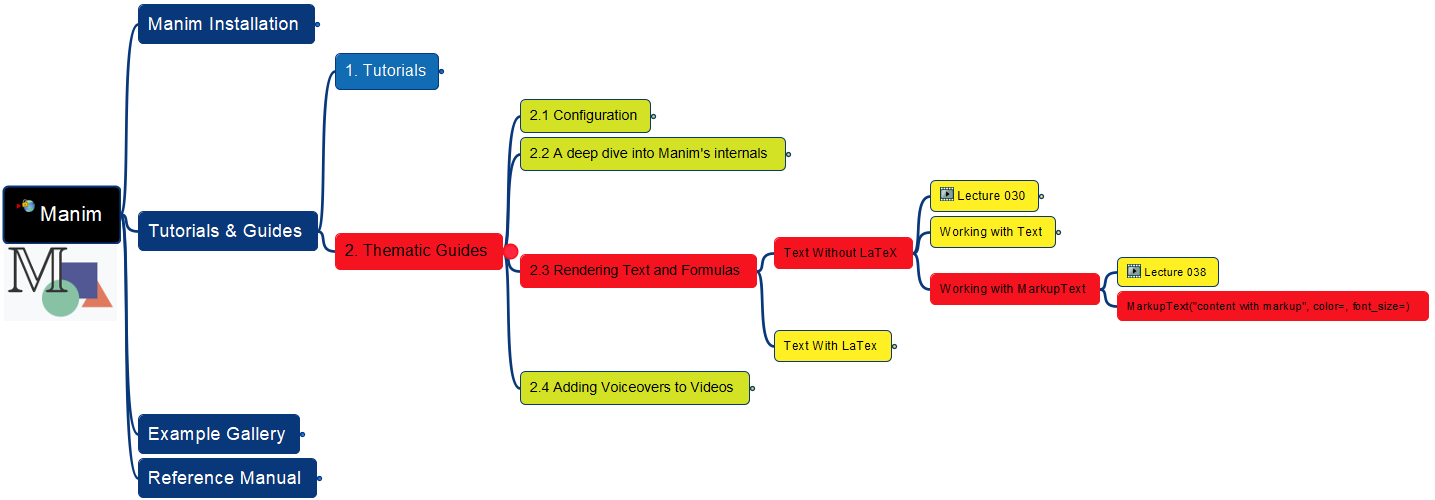 Manim Installation
1. Tutorials
2.1 Configuration
2.2 A deep dive into Manim's internals
Lecture 030
Manim
Tutorials & Guides
Working with Text
2. Thematic Guides
Text Without LaTeX
2.3 Rendering Text and Formulas
Lecture 038
Working with MarkupText
MarkupText("content with markup", color=, font_size=)
M
Text With LaTex
2.4 Adding Voiceovers to Videos
Example Gallery
Reference Manual